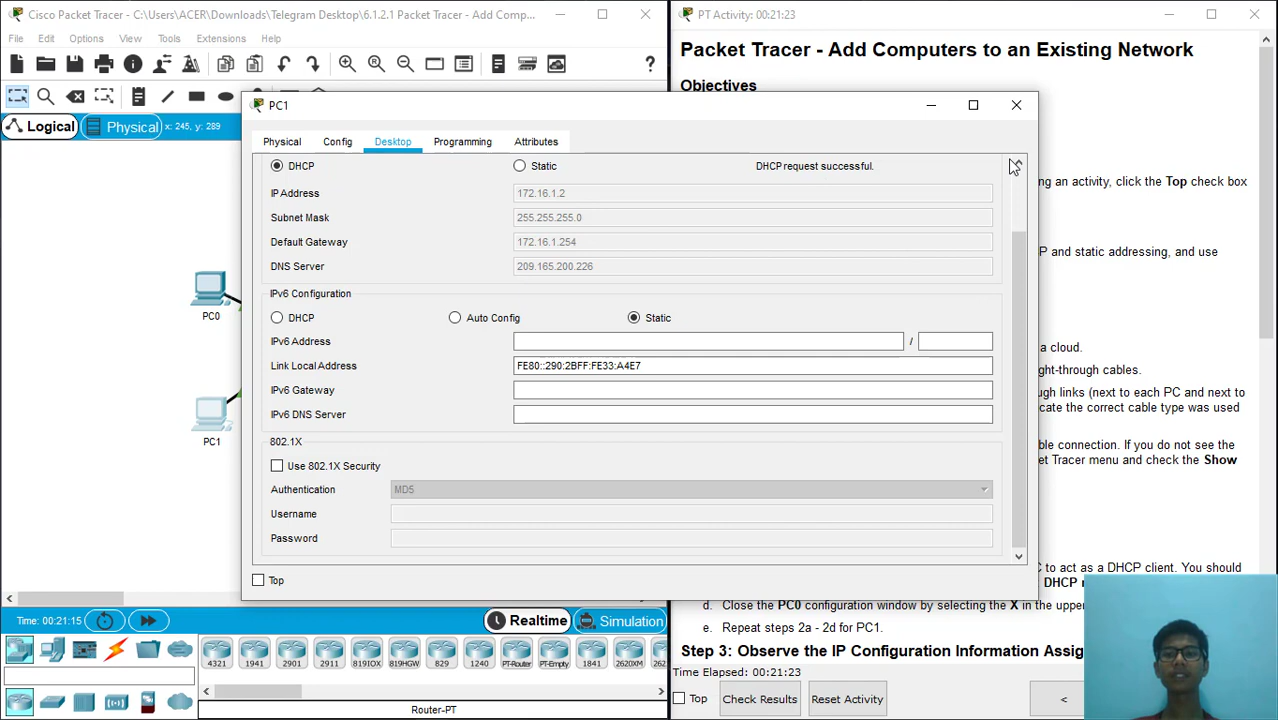 Cisco Packet Tracer - C:\Users\ACER\Downloads\Telegram Desktop\6.1.2.1 Packet Tracer - Add Comp...
File Edit Options View Tools Extensions Help
Logical
Physical x: 245, y: 289
PC0
PC1
Time: 00:21:15
Realtime
Simulation
4321 1941 2901 2911 819IOX 819HGW 829 1240 PT-Router PT-Empty 1841 2620XM 262
Router-PT
PC1
Physical Config Desktop Programming Attributes
DHCP Static DHCP request successful.
IP Address 172.16.1.2
Subnet Mask 255.255.255.0
Default Gateway 172.16.1.254
DNS Server 209.165.200.226
IPv6 Configuration
DHCP Auto Config Static
IPv6 Address /
Link Local Address FE80::290:2BFF:FE33:A4E7
IPv6 Gateway
IPv6 DNS Server
802.1X
Use 802.1X Security
Authentication MD5
Username
Password
Top
PT Activity: 00:21:23
Packet Tracer - Add Computers to an Existing Network
Objectives
ng an activity, click the Top check box
P and static addressing, and use
a cloud.
ght-through cables.
ugh links (next to each PC and next to
cate the correct cable type was used
ble connection. If you do not see the
ket Tracer menu and check the Show
C to act as a DHCP client. You should
DHCP
d. Close the PC0 configuration window by selecting the X in the upper
e. Repeat steps 2a - 2d for PC1.
Step 3: Observe the IP Configuration Information Assig
Time Elapsed: 00:21:23
Top Check Results Reset Activity <